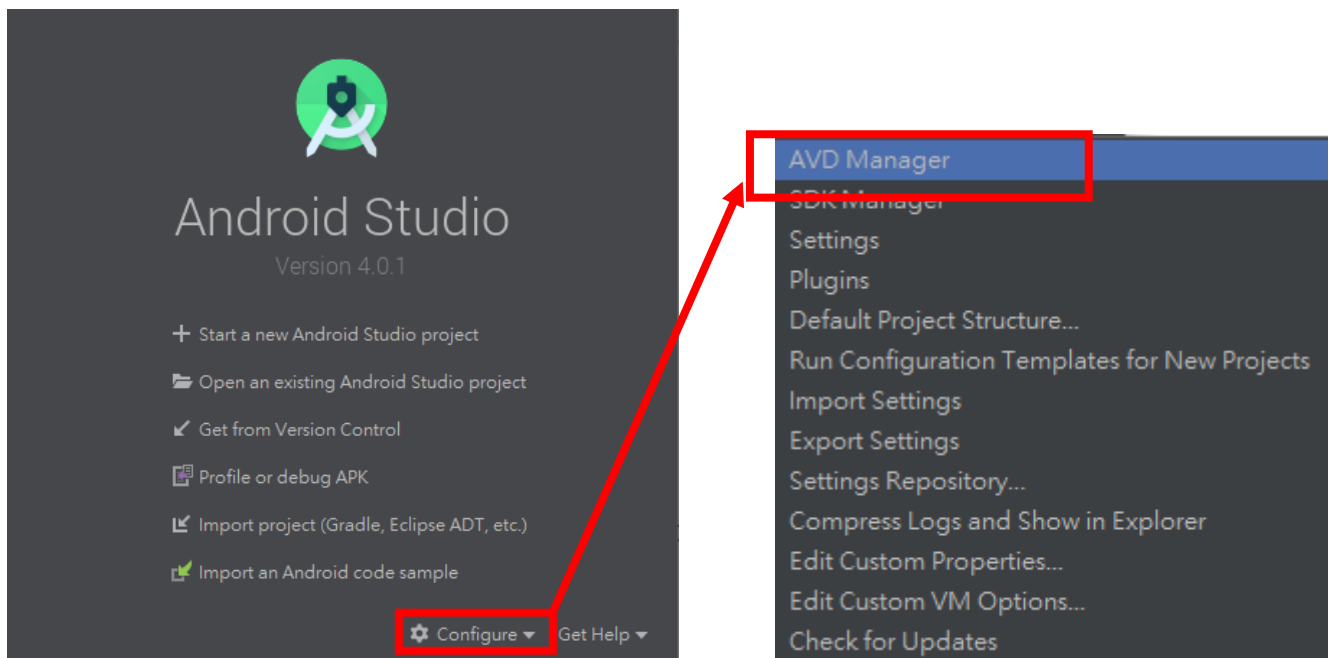 Android Studio
Version 4.0.1
Start a new Android Studio project
Open an existing Android Studio project
Get from Version Control
Profile or debug APK
Import project (Gradle, Eclipse ADT, etc.)
Import an Android code sample
Configure
Get Help
AVD Manager
SDK Manager
Settings
Plugins
Default Project Structure...
Run Configuration Templates for New Projects
Import Settings
Export Settings
Settings Repository...
Compress Logs and Show in Explorer
Edit Custom Properties...
Edit Custom VM Options...
Check for Updates